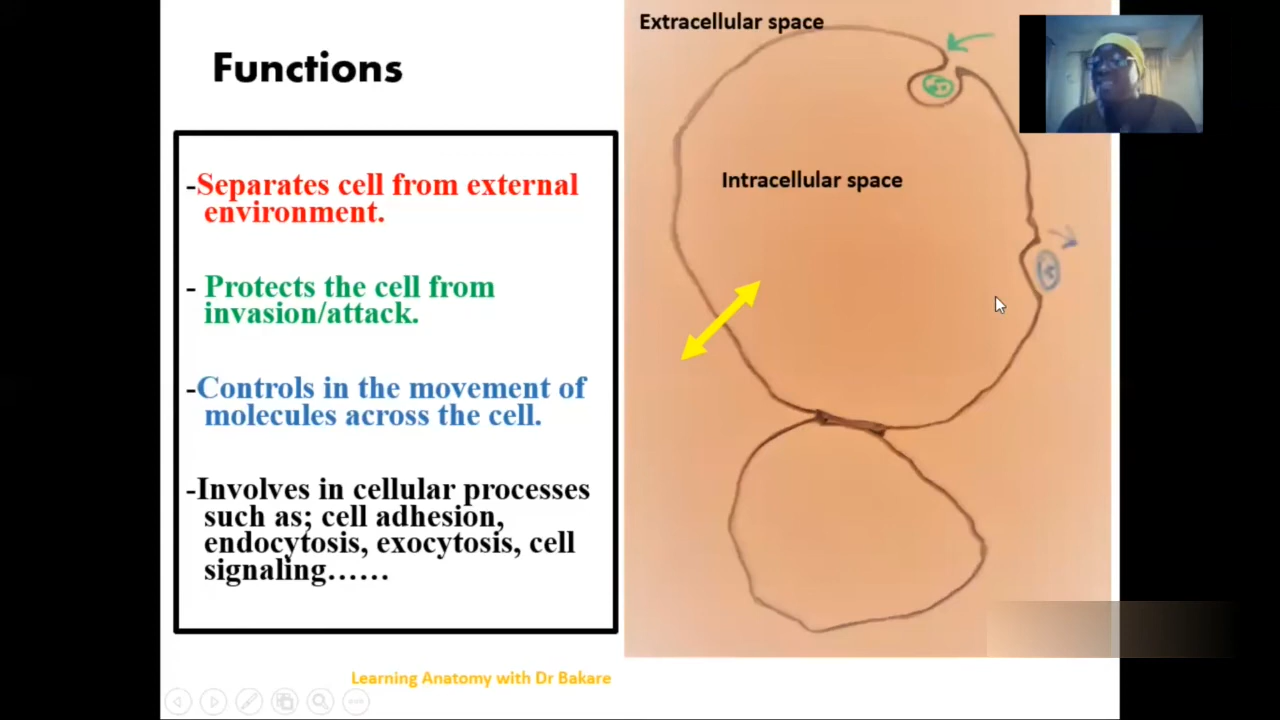 Functions
-Separates cell from external
environment.
- Protects the cell from
invasion/attack.
-Controls in the movement of
molecules across the cell.
-Involves in cellular processes
such as; cell adhesion,
endocytosis, exocytosis, cell
signaling……
Extracellular space
Intracellular space
Learning Anatomy with Dr Bakare